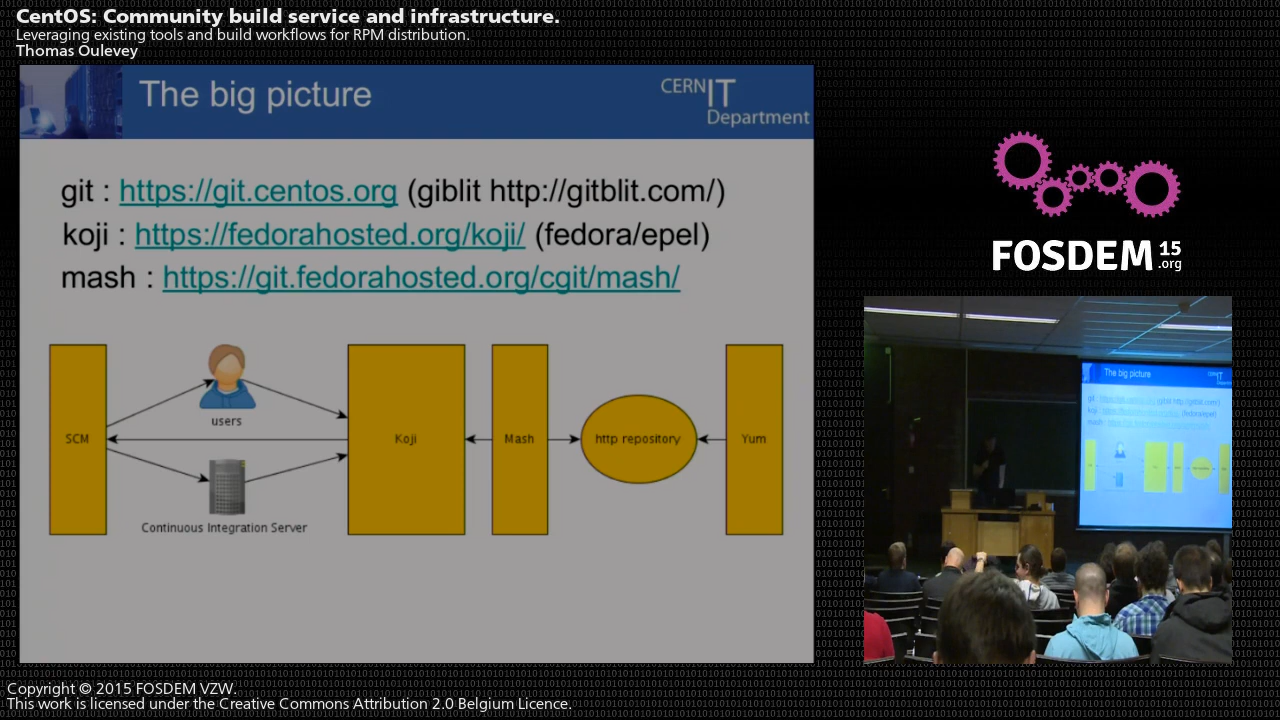 CentOS: Community build service and infrastructure.
Leveraging existing tools and build workflows for RPM distribution.
Thomas Oulevey
The big picture
CERN IT
Department
git : https://git.centos.org (giblit http://gitblit.com/)
koji : https://fedorahosted.org/koji/ (fedora/epel)
mash : https://git.fedorahosted.org/cgit/mash/
SCM
users
Continuous Integration Server
Koji
Mash
http repository
Yum
FOSDEM 15
.org
The big picture
Copyright © 2015 FOSDEM VZW.
This work is licensed under the Creative Commons Attribution 2.0 Belgium Licence.